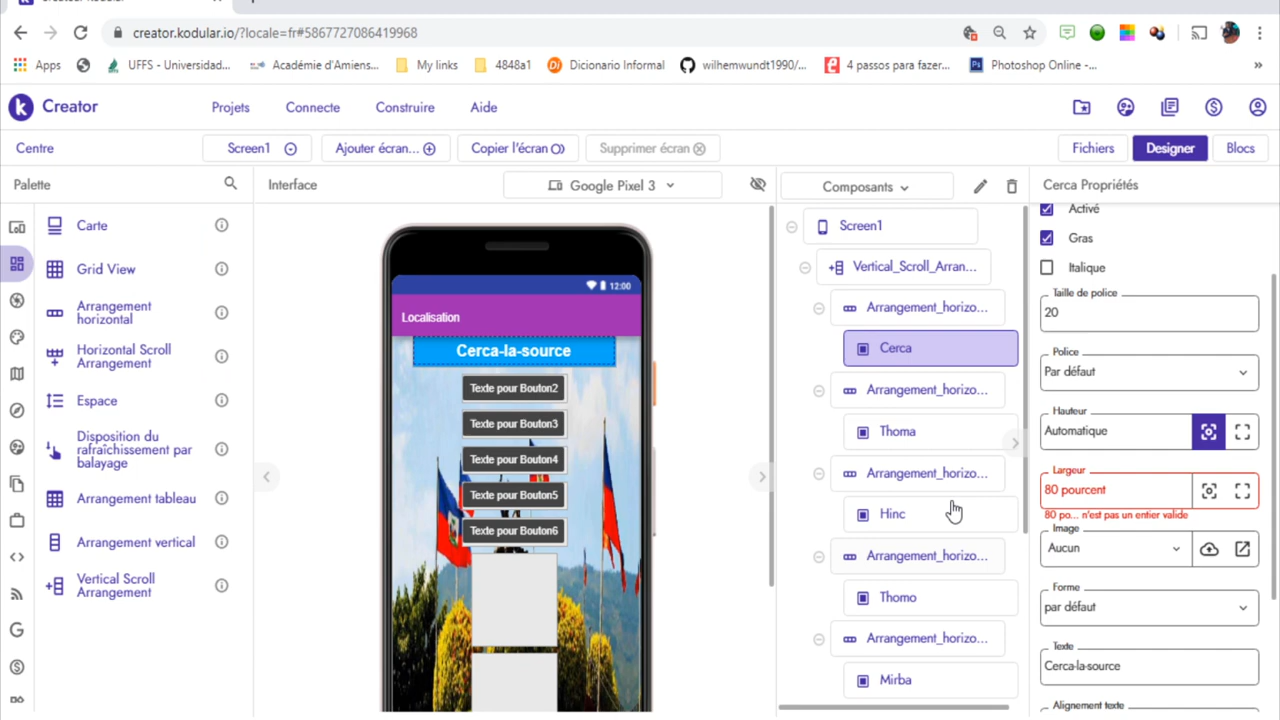 creator.kodular.io/?locale=fr#5867727086419968
Apps
UFFS - Universidad...
Académie d'Amiens...
My links
4848a1
Dicionario Informal
wilhemwundt1990/...
4 passos para fazer...
Photoshop Online -...
»
Creator
Projets
Connecte
Construire
Aide
Centre
Screen1
Ajouter écran...
Copier l'écran
Supprimer écran
Fichiers
Designer
Blocs
Palette
Interface
Google Pixel 3
Composants
Cerca Propriétés
Carte
Grid View
Arrangement
horizontal
Horizontal Scroll
Arrangement
Espace
Disposition du
rafraîchissement par
balayage
Arrangement tableau
Arrangement vertical
Vertical Scroll
Arrangement
12:00
Localisation
Cerca-la-source
Texte pour Bouton2
Texte pour Bouton3
Texte pour Bouton4
Texte pour Bouton5
Texte pour Bouton6
Screen1
Vertical_Scroll_Arran...
Arrangement_horizo...
Cerca
Arrangement_horizo...
Thoma
Arrangement_horizo...
Hinc
Arrangement_horizo...
Thomo
Arrangement_horizo...
Mirba
Activé
Gras
Italique
Taille de police
20
Police
Par défaut
Hauteur
Automatique
Largeur
80 pourcent
80 po... n'est pas un entier valide
Image
Aucun
Forme
par défaut
Texte
Cerca-la-source
Alignement texte